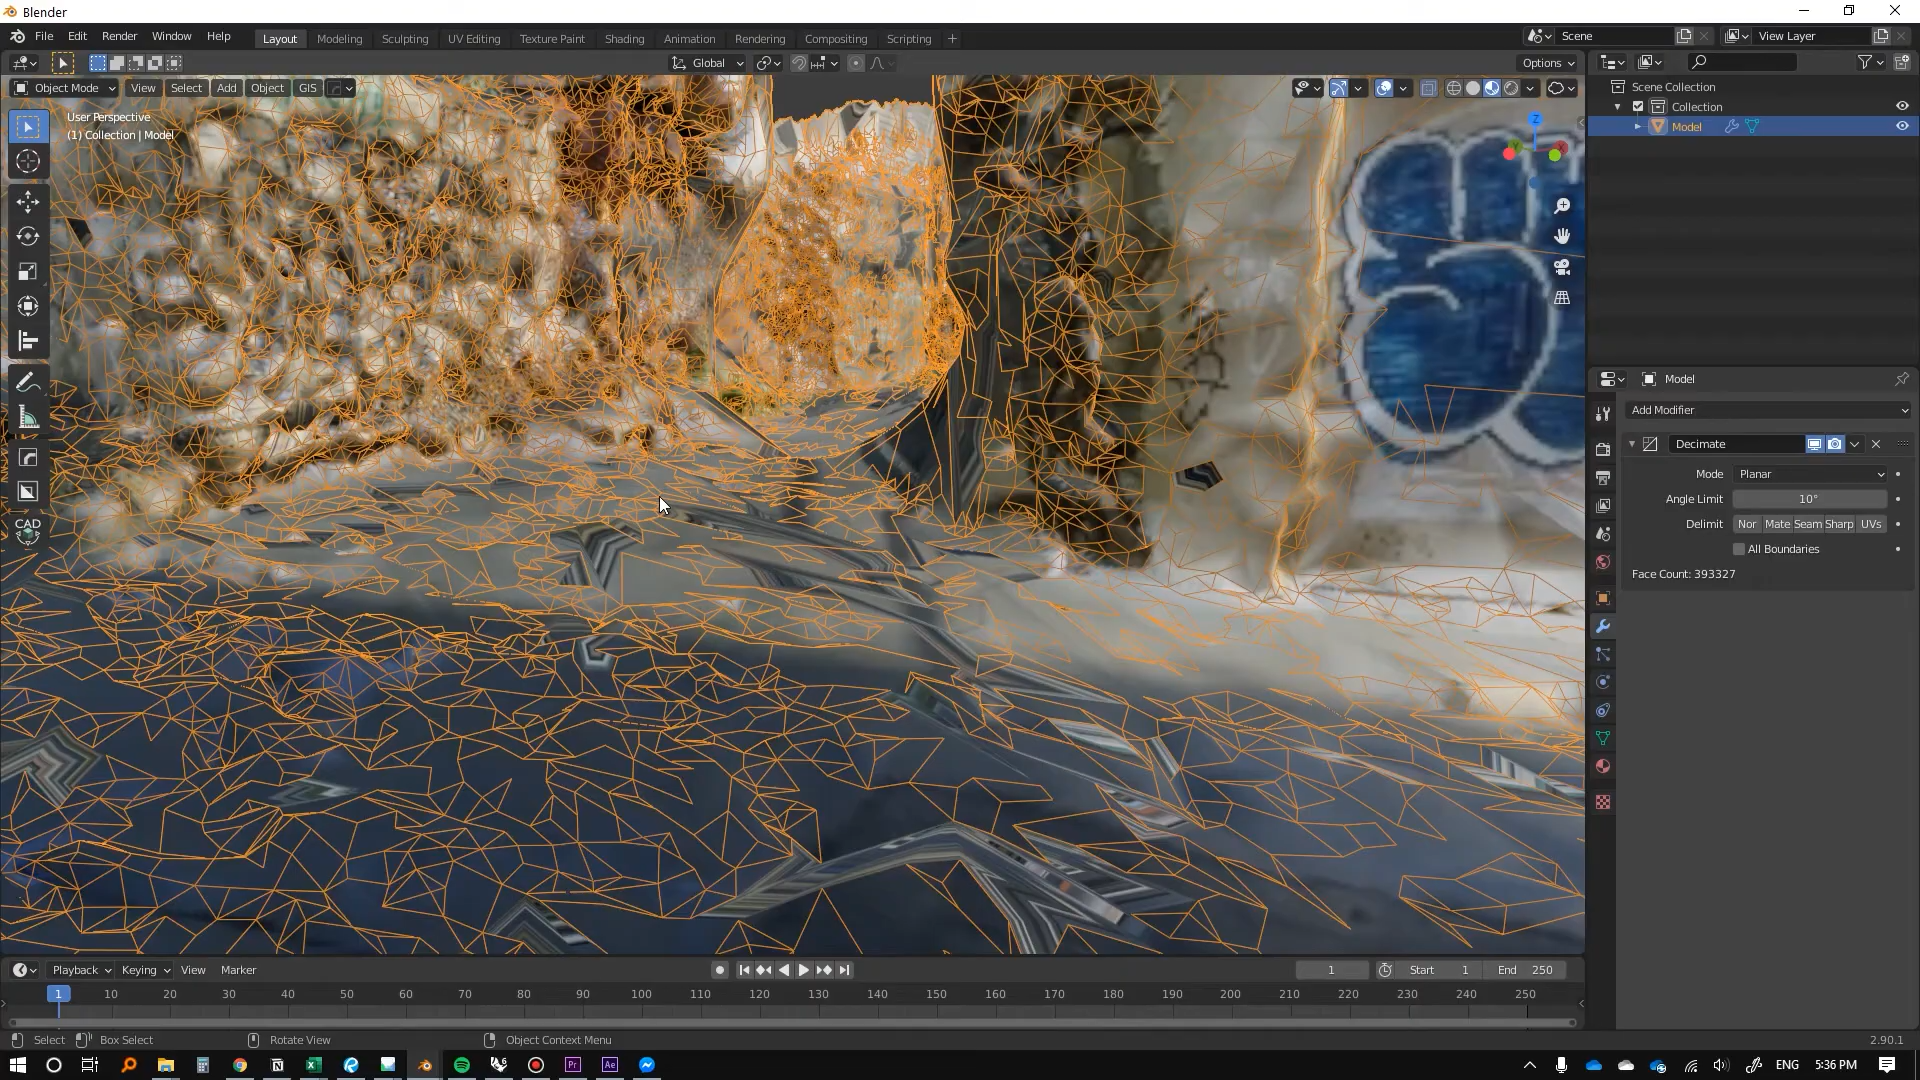 Blender
File Edit Render Window Help
Layout Modeling Sculpting UV Editing Texture Paint Shading Animation Rendering Compositing Scripting +
Scene
View Layer
Global
Options
Object Mode View Select Add Object GIS
User Perspective
(1) Collection | Model
Z
CAD
Scene Collection
Collection
Model
Model
Add Modifier
Decimate
Mode Planar
Angle Limit 10°
Delimit Nor Mate Seam Sharp UVs
All Boundaries
Face Count: 393327
Playback Keying View Marker
1 Start 1 End 250
1 10 20 30 40 50 60 70 80 90 100 110 120 130 140 150 160 170 180 190 200 210 220 230 240 250
Select Box Select Rotate View Object Context Menu
2.90.1
Pr Ae
ENG 5:36 PM